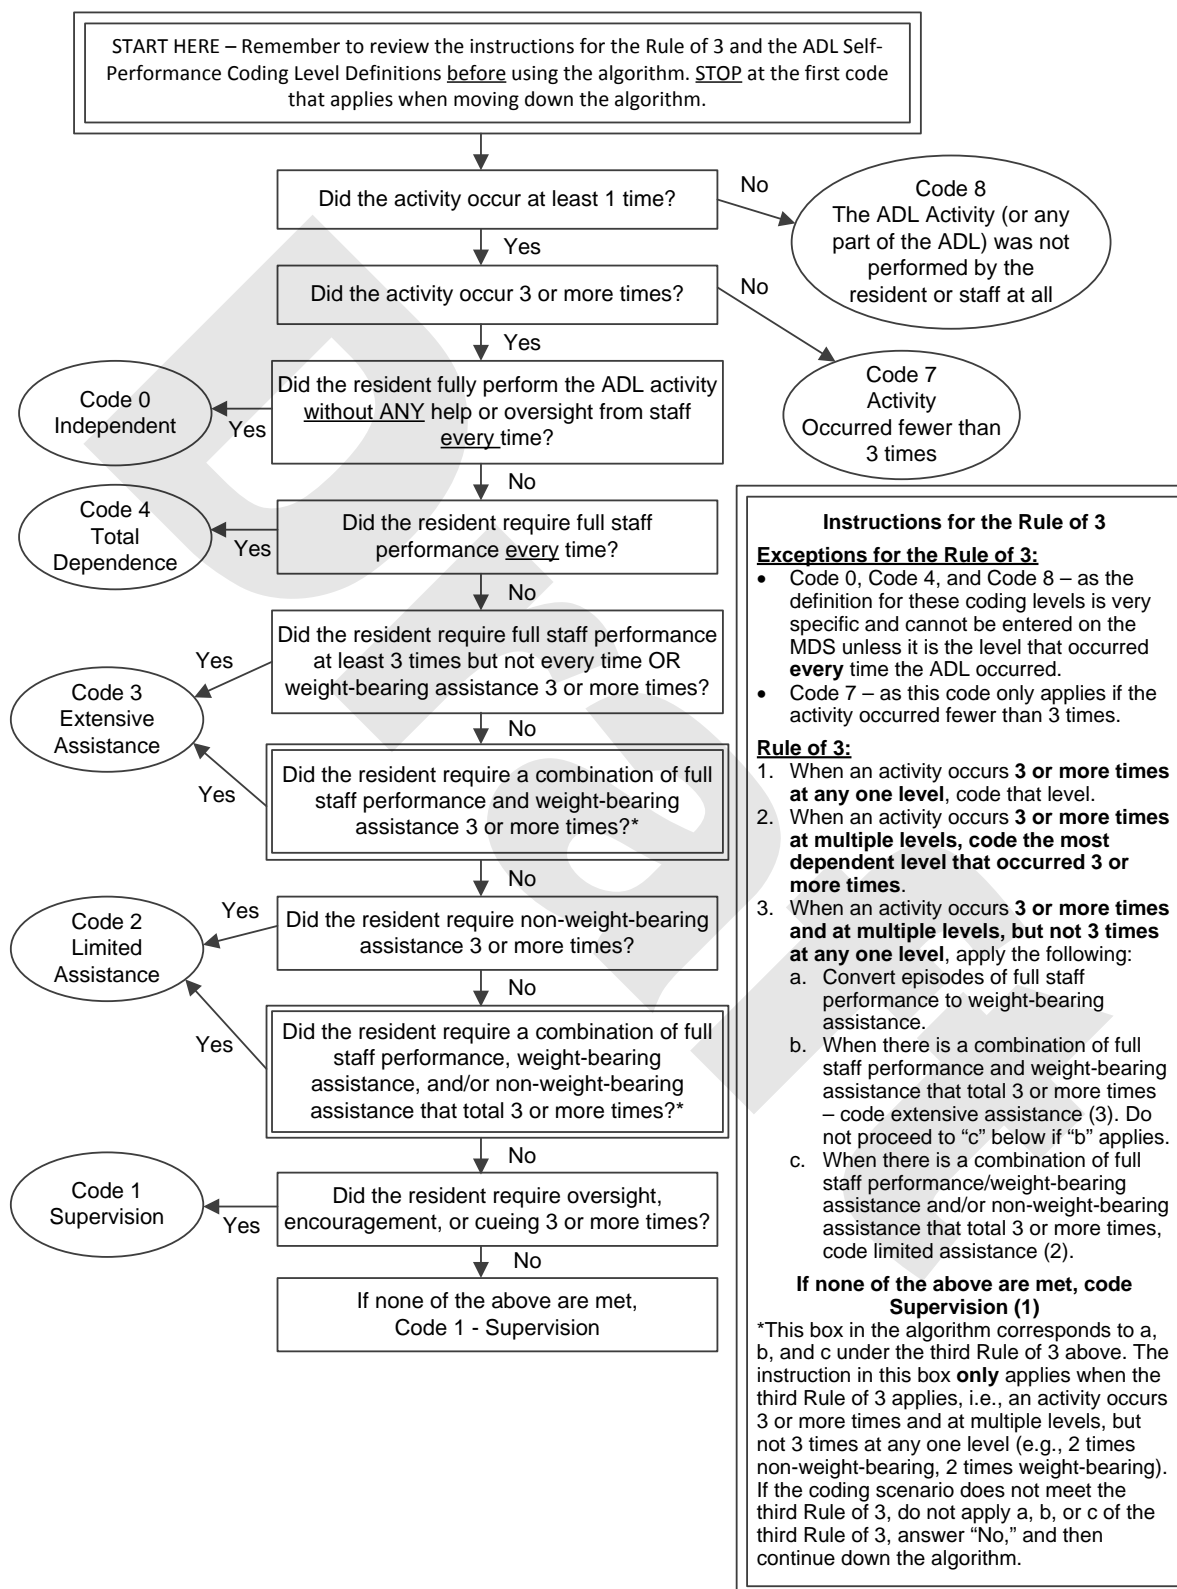 START HERE – Remember to review the instructions for the Rule of 3 and the ADL Self-
Performance Coding Level Definitions before using the algorithm. STOP at the first code
that applies when moving down the algorithm.
Did the activity occur at least 1 time?
No
Code 8
The ADL Activity (or any
part of the ADL) was not
performed by the
resident or staff at all
Yes
Did the activity occur 3 or more times?
No
Code 7
Activity
Occurred fewer than
3 times
Yes
Did the resident fully perform the ADL activity
without ANY help or oversight from staff
every time?
Yes
Code 0
Independent
No
Did the resident require full staff
performance every time?
Yes
Code 4
Total
Dependence
No
Did the resident require full staff performance
at least 3 times but not every time OR
weight-bearing assistance 3 or more times?
Yes
Code 3
Extensive
Assistance
No
Did the resident require a combination of full
staff performance and weight-bearing
assistance 3 or more times?*
Yes
No
Did the resident require non-weight-bearing
assistance 3 or more times?
Yes
Code 2
Limited
Assistance
No
Did the resident require a combination of full
staff performance, weight-bearing
assistance, and/or non-weight-bearing
assistance that total 3 or more times?*
Yes
No
Did the resident require oversight,
encouragement, or cueing 3 or more times?
Yes
Code 1
Supervision
No
If none of the above are met,
Code 1 - Supervision
Instructions for the Rule of 3
Exceptions for the Rule of 3:
• Code 0, Code 4, and Code 8 – as the
definition for these coding levels is very
specific and cannot be entered on the
MDS unless it is the level that occurred
every time the ADL occurred.
• Code 7 – as this code only applies if the
activity occurred fewer than 3 times.
Rule of 3:
1. When an activity occurs 3 or more times
at any one level, code that level.
2. When an activity occurs 3 or more times
at multiple levels, code the most
dependent level that occurred 3 or
more times.
3. When an activity occurs 3 or more times
and at multiple levels, but not 3 times
at any one level, apply the following:
a. Convert episodes of full staff
performance to weight-bearing
assistance.
b. When there is a combination of full
staff performance and weight-bearing
assistance that total 3 or more times
– code extensive assistance (3). Do
not proceed to “c” below if “b” applies.
c. When there is a combination of full
staff performance/weight-bearing
assistance and/or non-weight-bearing
assistance that total 3 or more times,
code limited assistance (2).
If none of the above are met, code
Supervision (1)
*This box in the algorithm corresponds to a,
b, and c under the third Rule of 3 above. The
instruction in this box only applies when the
third Rule of 3 applies, i.e., an activity occurs
3 or more times and at multiple levels, but
not 3 times at any one level (e.g., 2 times
non-weight-bearing, 2 times weight-bearing).
If the coding scenario does not meet the
third Rule of 3, do not apply a, b, or c of the
third Rule of 3, answer “No,” and then
continue down the algorithm.
Draft